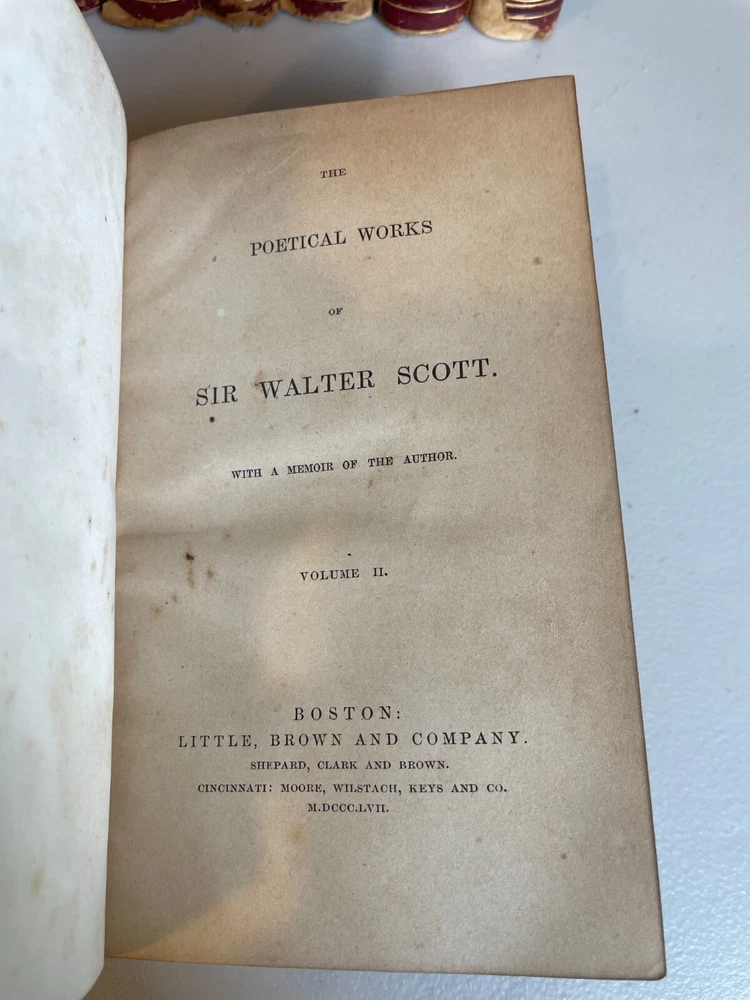 THE
POETICAL WORKS
OF
SIR WALTER SCOTT.
WITH A MEMOIR OF THE AUTHOR.
VOLUME II.
BOSTON:
LITTLE, BROWN AND COMPANY.
SHEPARD, CLARK AND BROWN.
CINCINNATI: MOORE, WILSTACH, KEYS AND CO.
M.DCCC.LVII.